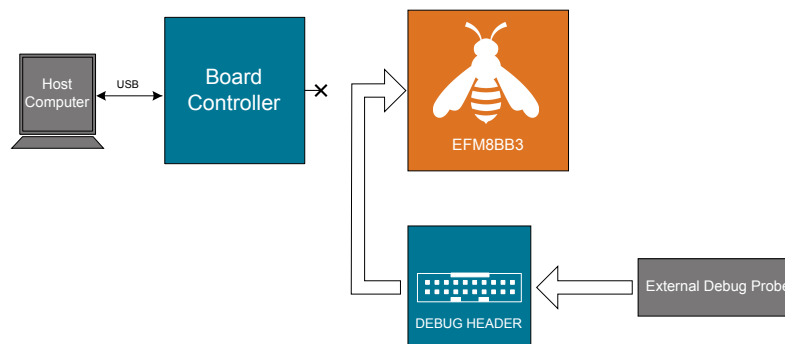 Host
Computer
USB
Board
Controller
EFM8BB3
DEBUG HEADER
External Debug Probe